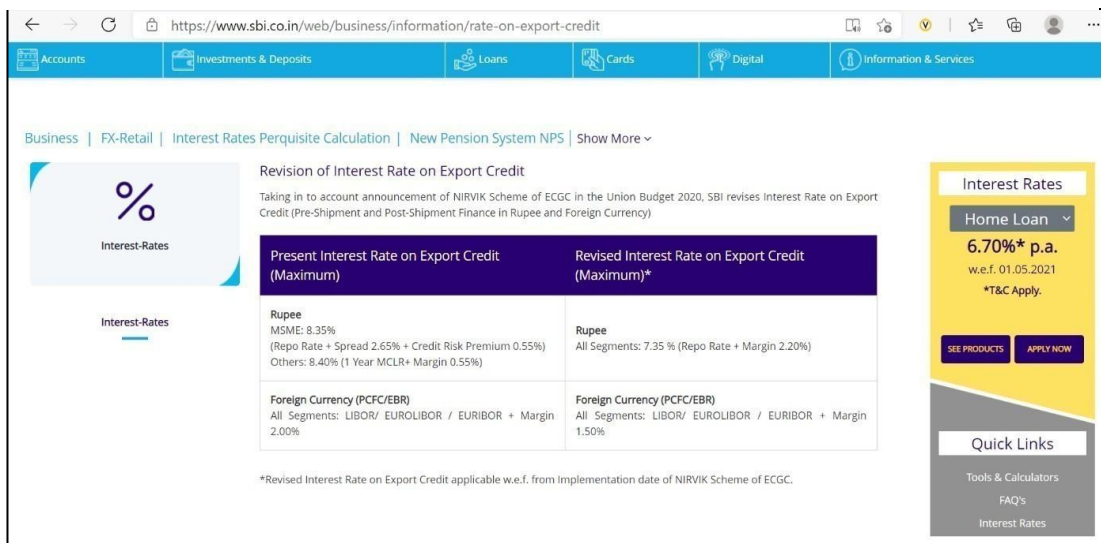 https://www.sbi.co.in/web/business/information/rate-on-export-credit
Accounts
Investments & Deposits
Loans
Cards
Digital
Information & Services
Business | FX-Retail | Interest Rates Perquisite Calculation | New Pension System NPS | Show More
%
Interest-Rates
Interest-Rates
Revision of Interest Rate on Export Credit
Taking in to account announcement of NIRVIK Scheme of ECGC in the Union Budget 2020, SBI revises Interest Rate on Export
Credit (Pre-Shipment and Post-Shipment Finance in Rupee and Foreign Currency)
Present Interest Rate on Export Credit
(Maximum)
Revised Interest Rate on Export Credit
(Maximum)*
Rupee
MSME: 8.35%
(Repo Rate + Spread 2.65% + Credit Risk Premium 0.55%)
Others: 8.40% (1 Year MCLR+ Margin 0.55%)
Rupee
All Segments: 7.35 % (Repo Rate + Margin 2.20%)
Foreign Currency (PCFC/EBR)
All Segments: LIBOR/ EUROLIBOR / EURIBOR + Margin
2.00%
Foreign Currency (PCFC/EBR)
All Segments: LIBOR/ EUROLIBOR / EURIBOR + Margin
1.50%
*Revised Interest Rate on Export Credit applicable w.e.f. from Implementation date of NIRVIK Scheme of ECGC.
Interest Rates
Home Loan
6.70%* p.a.
w.e.f. 01.05.2021
*T&C Apply.
SEE PRODUCTS
APPLY NOW
Quick Links
Tools & Calculators
FAQ's
Interest Rates